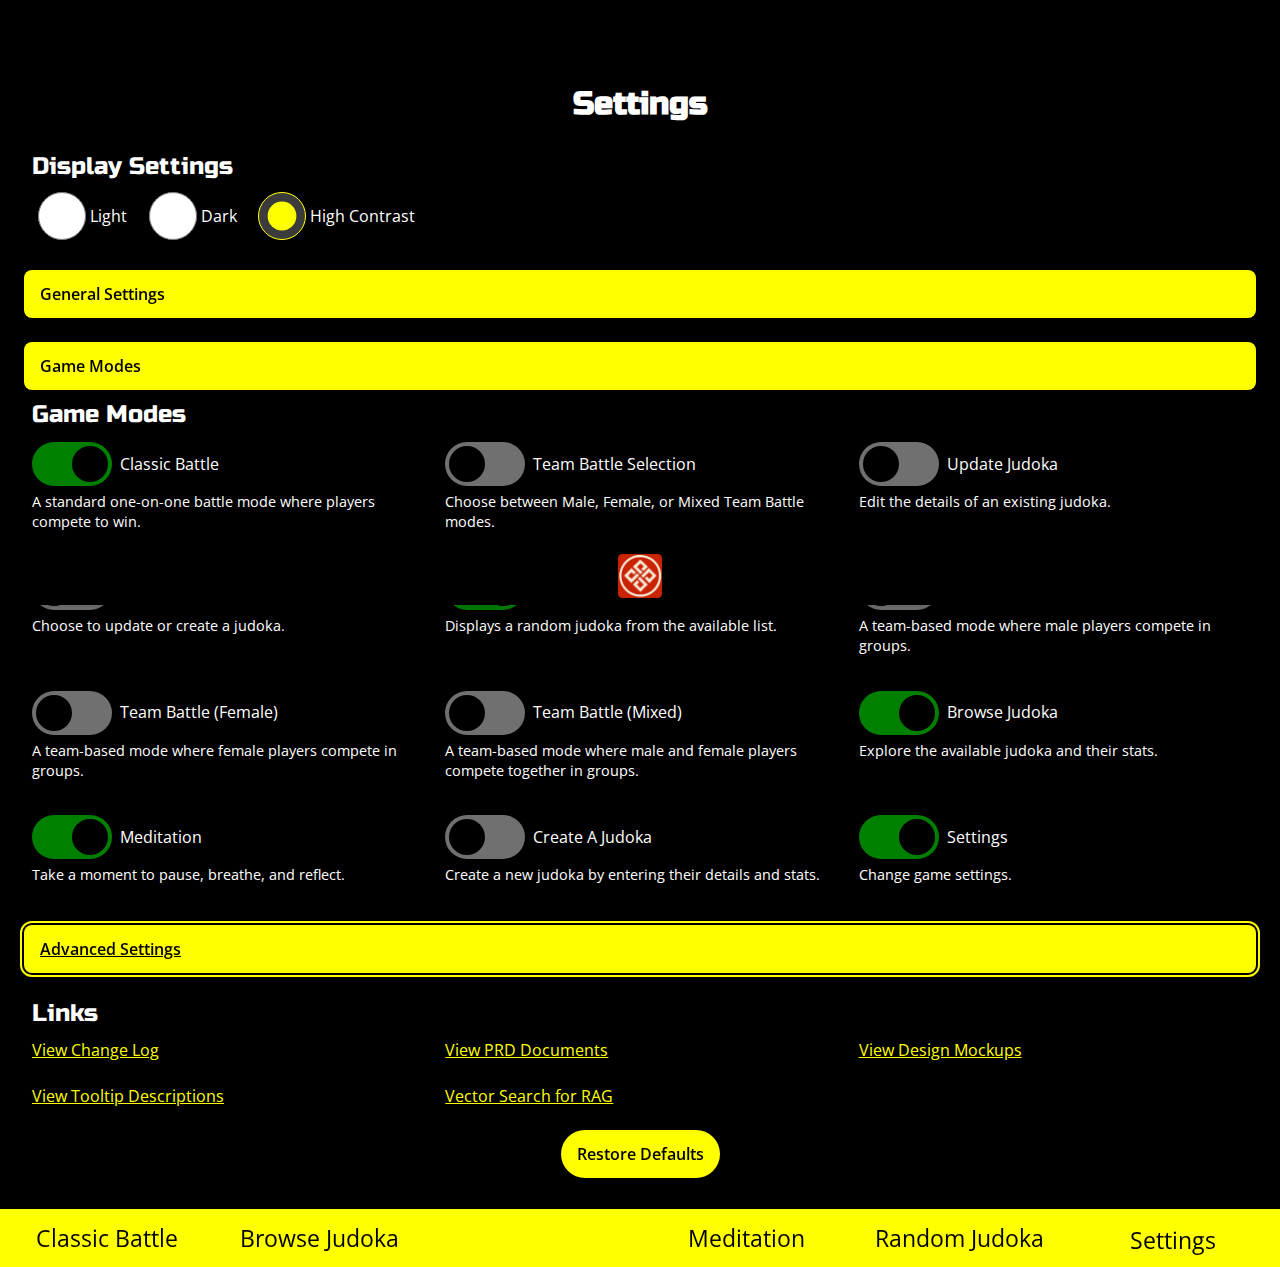 Settings
Display Settings
Light Dark High Contrast
General Settings
Game Modes
Game Modes
Classic Battle Team Battle Selection Update Judoka
A standard one-on-one battle mode where players Choose between Male, Female, or Mixed Team Battle Edit the details of an existing judoka.
compete to win. modes.
Choose to update or create a judoka. Displays a random judoka from the available list. A team-based mode where male players compete in
groups.
Team Battle (Female) Team Battle (Mixed) Browse Judoka
A team-based mode where female players compete in A team-based mode where male and female players Explore the available judoka and their stats.
groups. compete together in groups.
Meditation Create A Judoka Settings
Take a moment to pause, breathe, and reflect. Create a new judoka by entering their details and stats. Change game settings.
Advanced Settings
Links
View Change Log View PRD Documents View Design Mockups
View Tooltip Descriptions Vector Search for RAG
Restore Defaults
Classic Battle Browse Judoka Meditation Random Judoka Settings